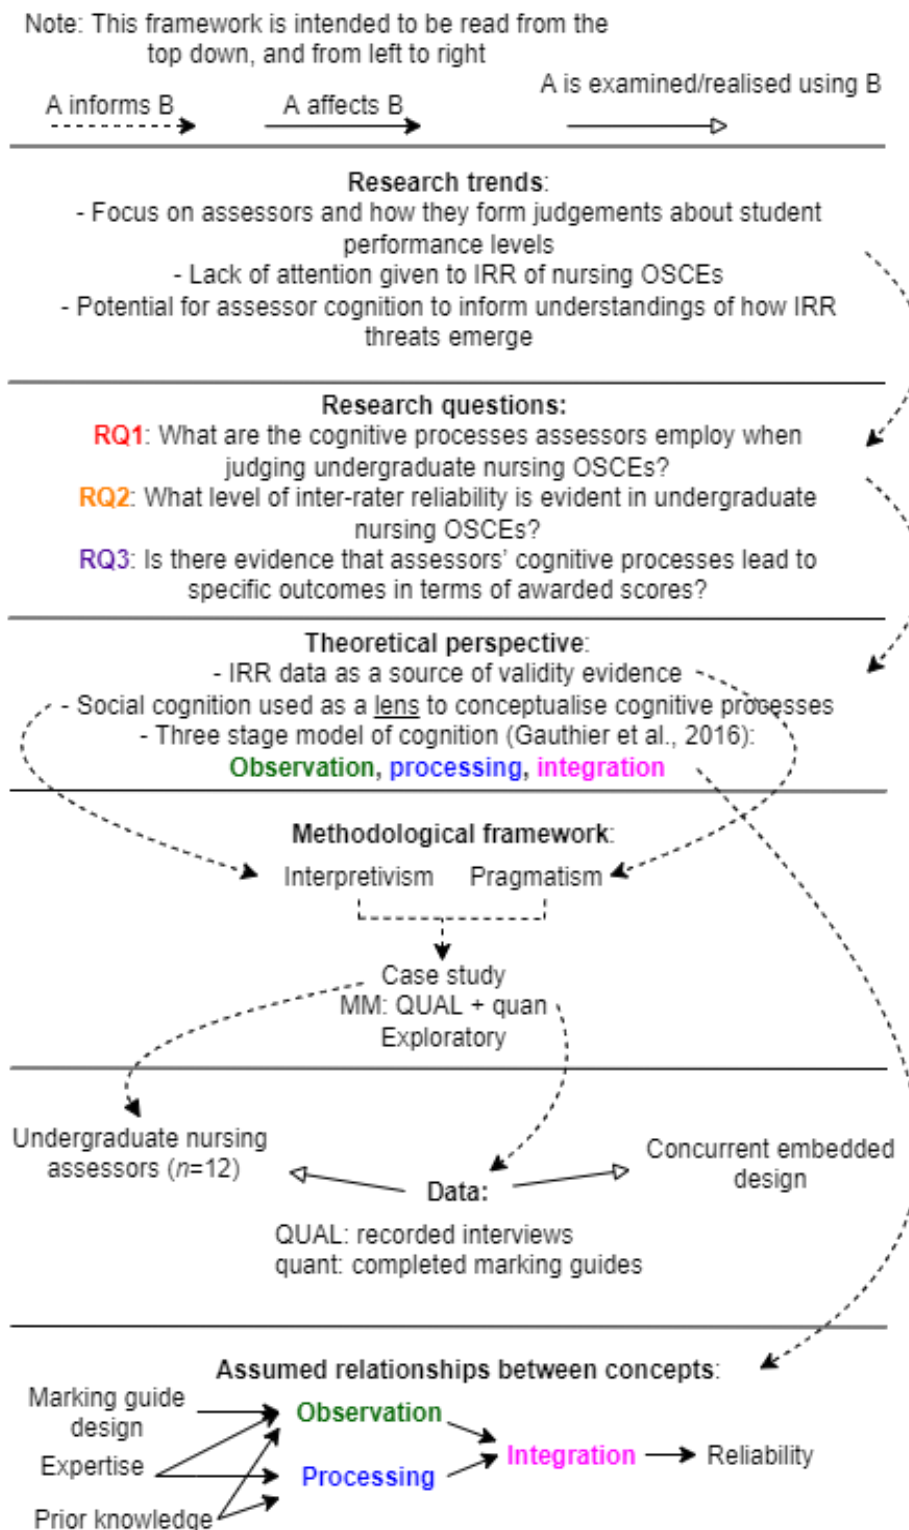 Note: This framework is intended to be read from the
top down, and from left to right
A informs B
A affects B
A is examined/realised using B
Research trends:
- Focus on assessors and how they form judgements about student
performance levels
- Lack of attention given to IRR of nursing OSCEs
- Potential for assessor cognition to inform understandings of how IRR
threats emerge
Research questions:
RQ1: What are the cognitive processes assessors employ when
judging undergraduate nursing OSCEs?
RQ2: What level of inter-rater reliability is evident in undergraduate
nursing OSCEs?
RQ3: Is there evidence that assessors' cognitive processes lead to
specific outcomes in terms of awarded scores?
Theoretical perspective:
- IRR data as a source of validity evidence
- Social cognition used as a lens to conceptualise cognitive processes
- Three stage model of cognition (Gauthier et al., 2016):
Observation, processing, integration
Methodological framework:
Interpretivism
Pragmatism
Case study
MM: QUAL + quan
Exploratory
Undergraduate nursing
assessors (n=12)
Data:
Concurrent embedded
design
QUAL: recorded interviews
quant: completed marking guides
Assumed relationships between concepts:
Marking guide
design
Expertise
Prior knowledge
Observation
Processing
Integration
Reliability